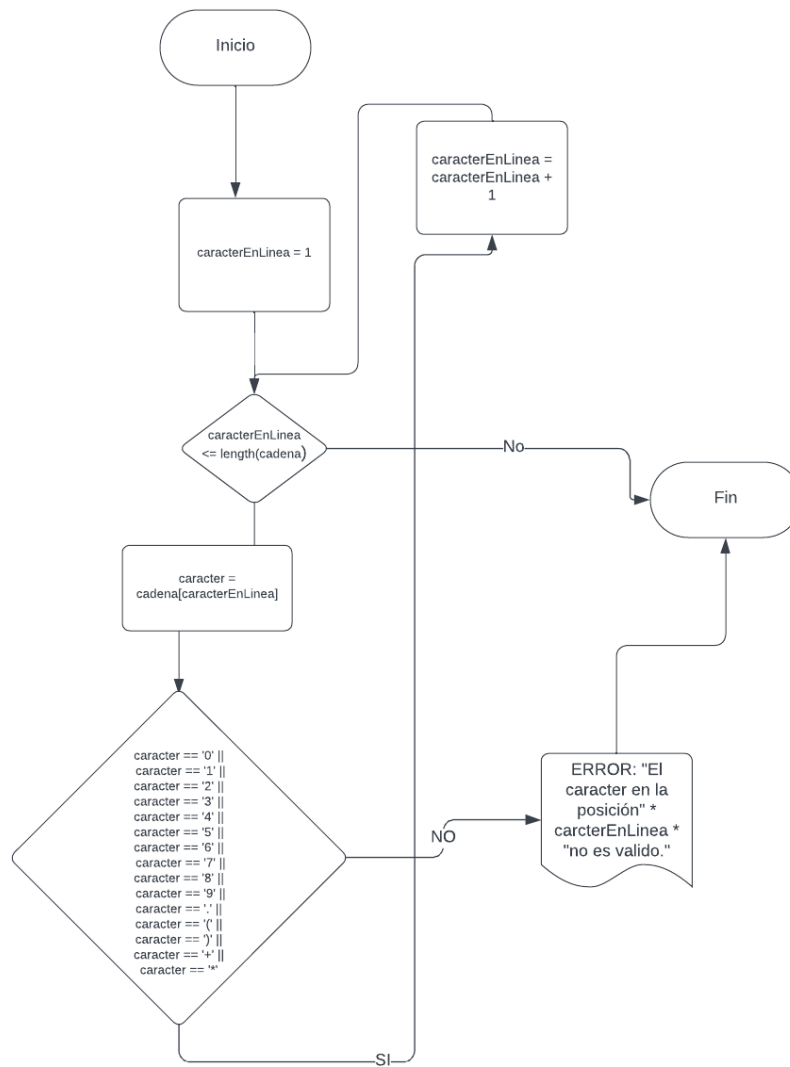 Inicio
caracterEnLinea =
caracterEnLinea +
1
caracterEnLinea = 1
caracterEnLinea
<= length(cadena)
No
Fin
caracter =
cadena[caracterEnLinea]
caracter == '0' ||
caracter == '1' ||
caracter == '2' ||
caracter == '3' ||
caracter == '4' ||
caracter == '5' ||
caracter == '6' ||
caracter == '7' ||
caracter == '8' ||
caracter == '9' ||
caracter == '.' ||
caracter == '(' ||
caracter == ')' ||
caracter == '+' ||
caracter == '*'
NO
ERROR: "El
caracter en la
posición" *
carcterEnLinea *
"no es valido."
SI